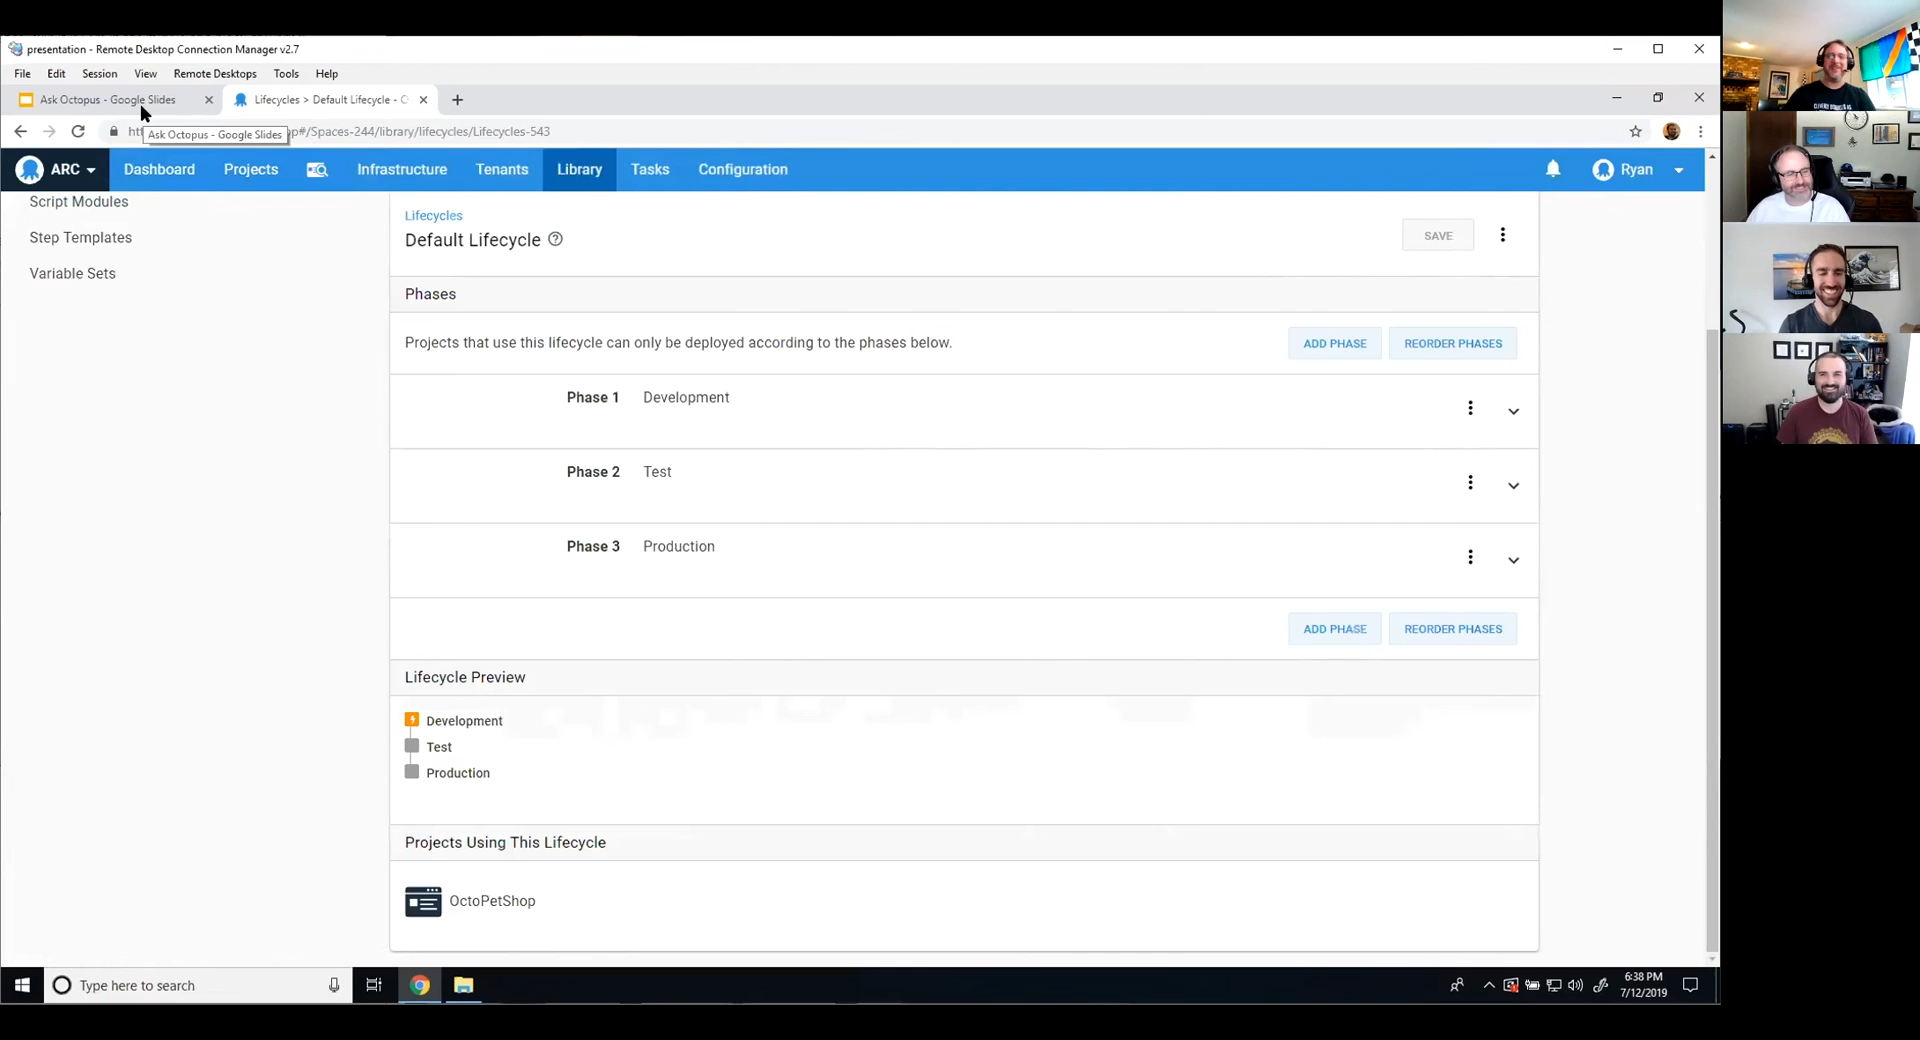 presentation - Remote Desktop Connection Manager v2.7
File Edit Session View Remote Desktops Tools Help
Ask Octopus - Google Slides
Lifecycles > Default Lifecycle -
p#/Spaces-244/library/lifecycles/Lifecycles-543
Ask Octopus - Google Slides
ARC Dashboard Projects Infrastructure Tenants Library Tasks Configuration Ryan
Script Modules
Step Templates
Variable Sets
Lifecycles
Default Lifecycle
SAVE
Phases
Projects that use this lifecycle can only be deployed according to the phases below.
ADD PHASE REORDER PHASES
Phase 1 Development
Phase 2 Test
Phase 3 Production
ADD PHASE REORDER PHASES
Lifecycle Preview
Development
Test
Production
Projects Using This Lifecycle
OctoPetShop
Type here to search
6:38 PM
7/12/2019